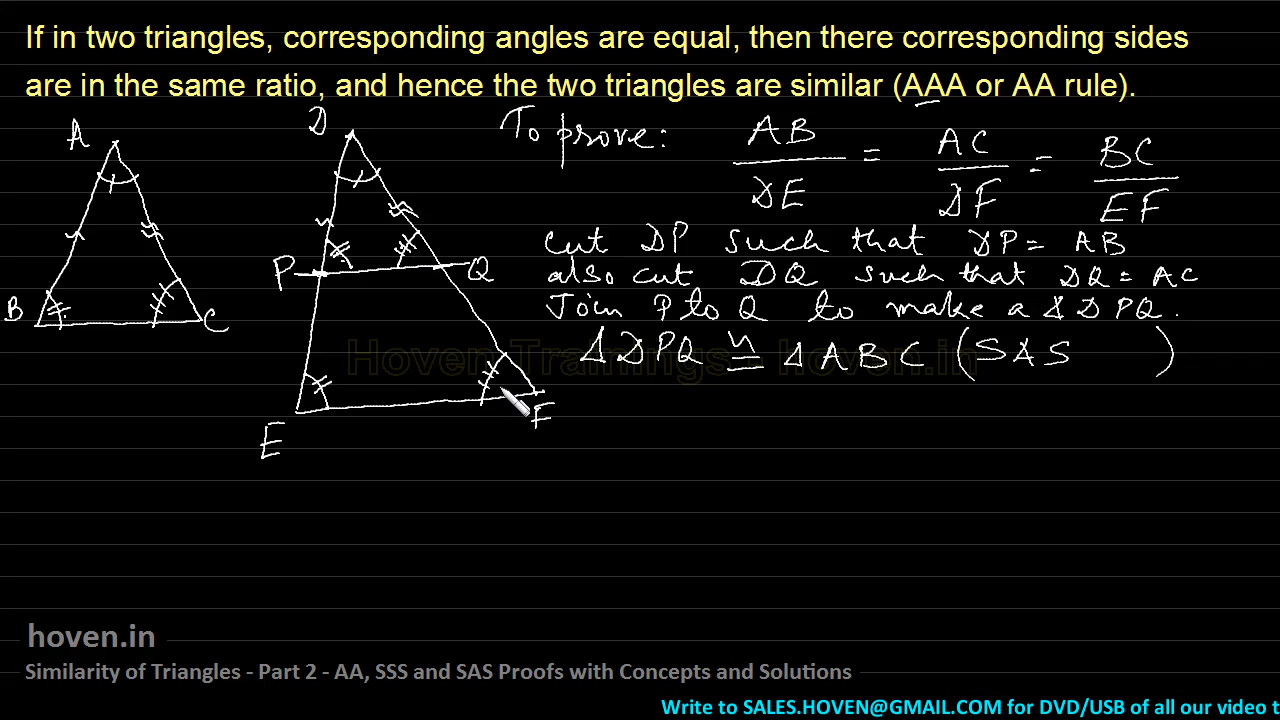 If in two triangles, corresponding angles are equal, then there corresponding sides
are in the same ratio, and hence the two triangles are similar (AAA or AA rule).
A
D
To prove: AB/DE = AC/DF = BC/EF
cut DP such that DP = AB
P
Q
also cut DQ such that DQ = AC
B
C
Join P to Q to make a Δ DPQ.
Δ DPQ ≅ Δ ABC (SAS )
Hoven Trainings - hoven.in
F
E
hoven.in
Similarity of Triangles - Part 2 - AA, SSS and SAS Proofs with Concepts and Solutions
Write to SALES.HOVEN@GMAIL.COM for DVD/USB of all our video t